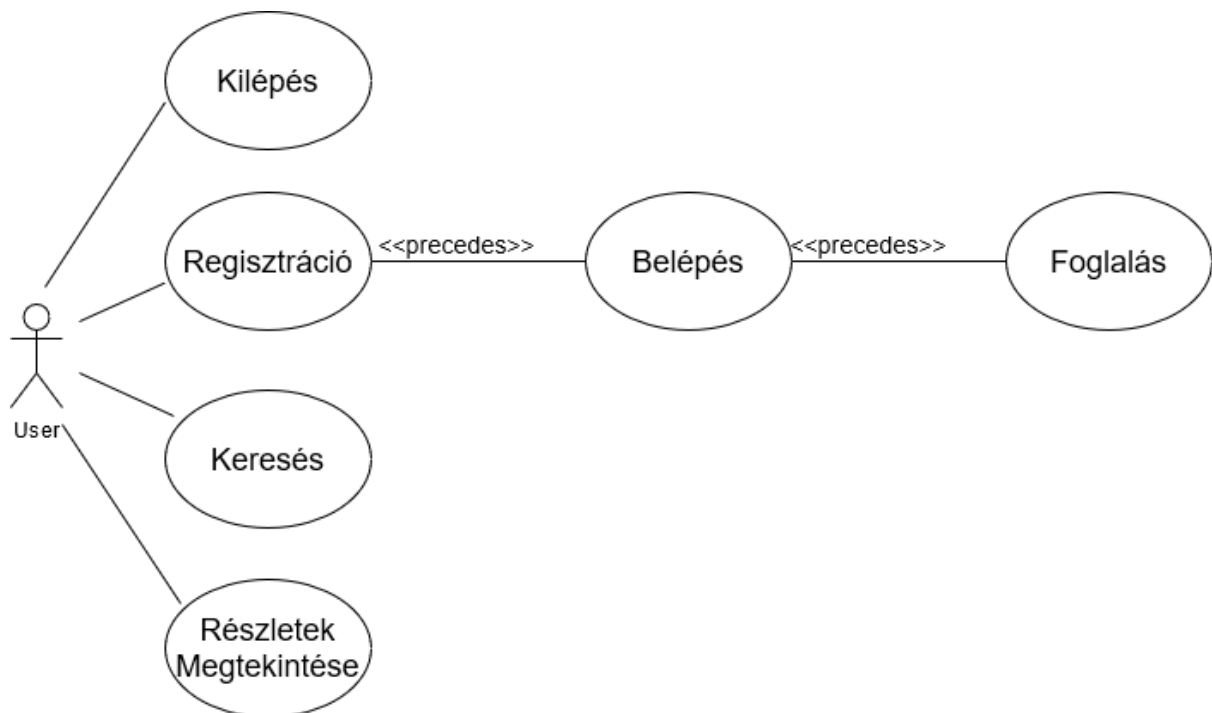 Kilépés
Regisztráció
<<precedes>>
Belépés
<<precedes>>
Foglalás
User
Keresés
Részletek
Megtekintése